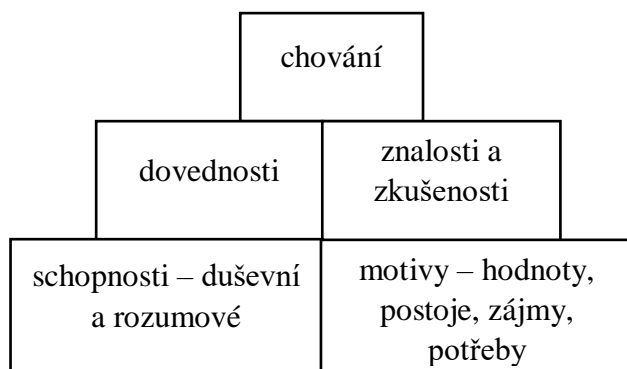 chování
dovednosti
znalosti a
zkušenosti
schopnosti – duševní
a rozumové
motivy – hodnoty,
postoje, zájmy,
potřeby